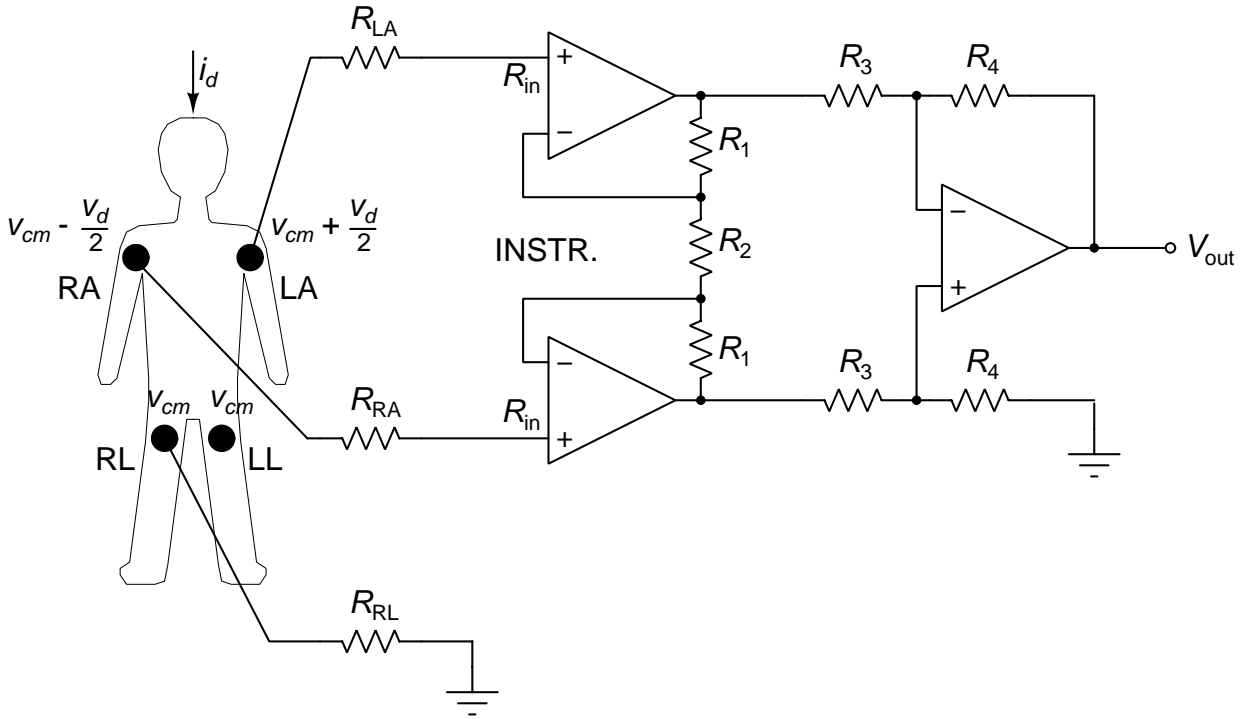 R_LA
i_d
R_in
+
−
R_3
R_4
R_1
v_cm - v_d/2
v_cm + v_d/2
INSTR.
R_2
−
+
V_out
RA
LA
R_1
−
+
R_3
R_4
v_cm
v_cm
R_RA
R_in
RL
LL
R_RL